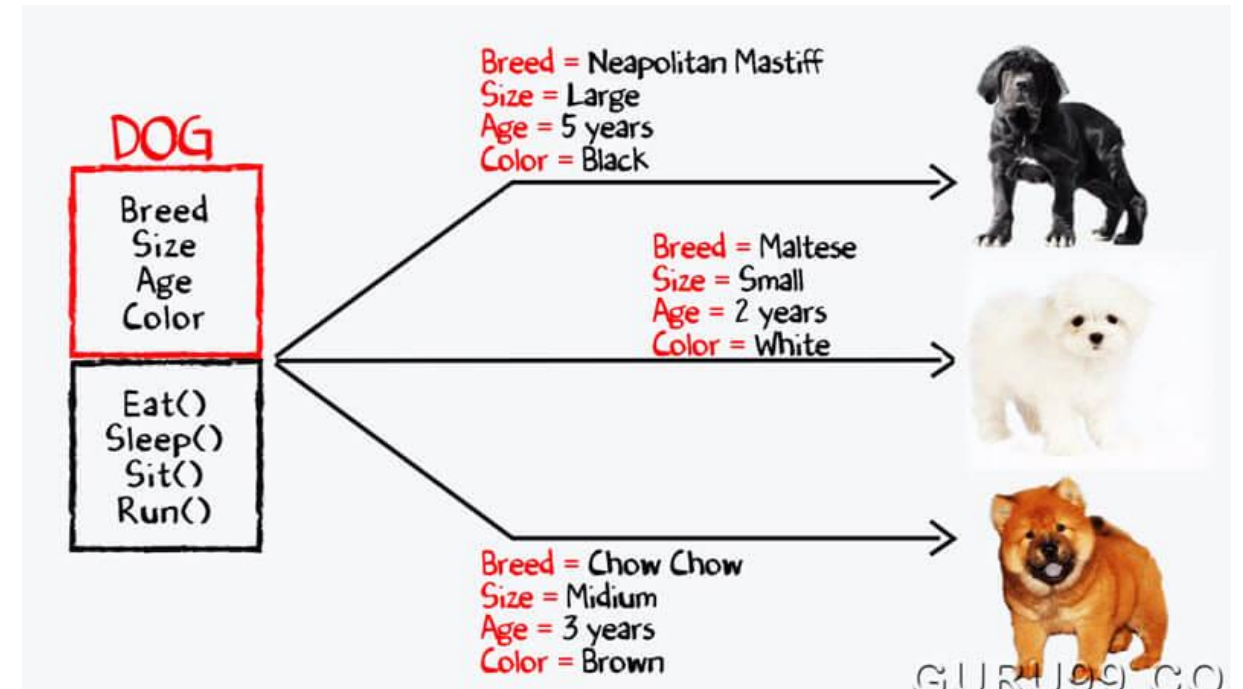 DOG
Breed
Size
Age
Color
Eat()
Sleep()
Sit()
Run()
Breed = Neapolitan Mastiff
Size = Large
Age = 5 years
Color = Black
Breed = Maltese
Size = Small
Age = 2 years
Color = White
Breed = Chow Chow
Size = Midium
Age = 3 years
Color = Brown
GURU99 CO